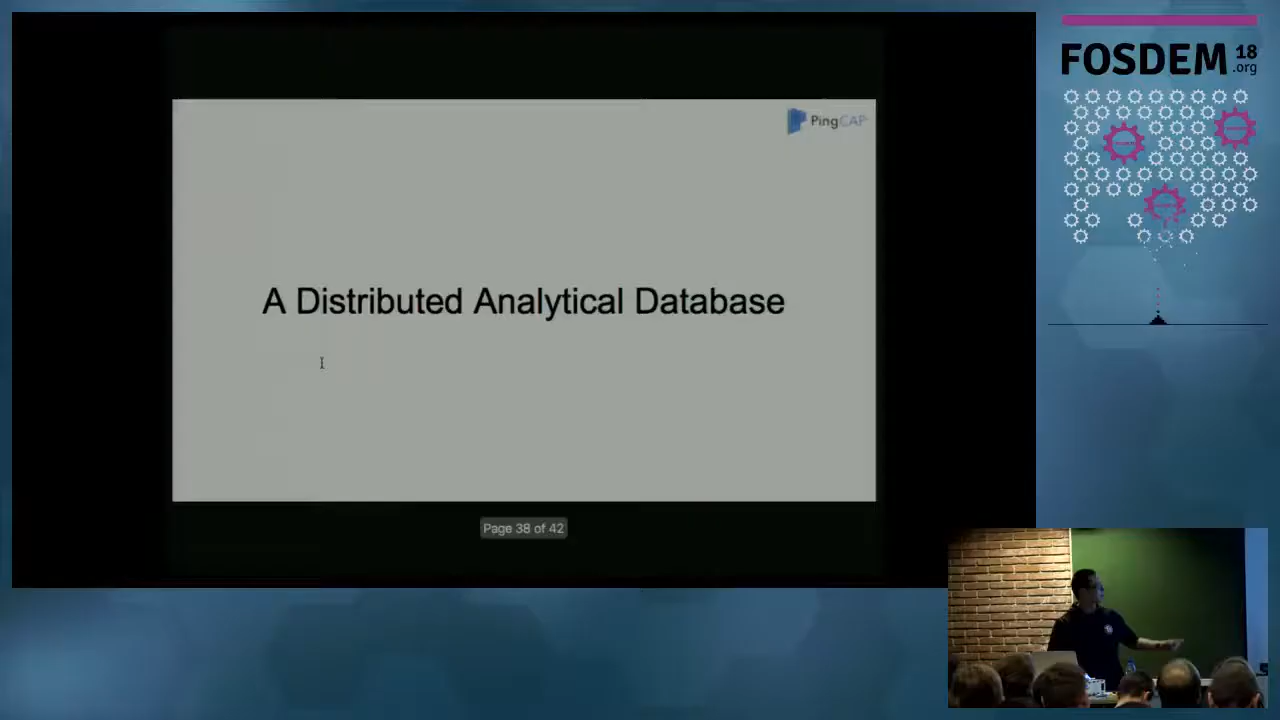 PingCAP
A Distributed Analytical Database
Page 38 of 42
FOSDEM 18
.org